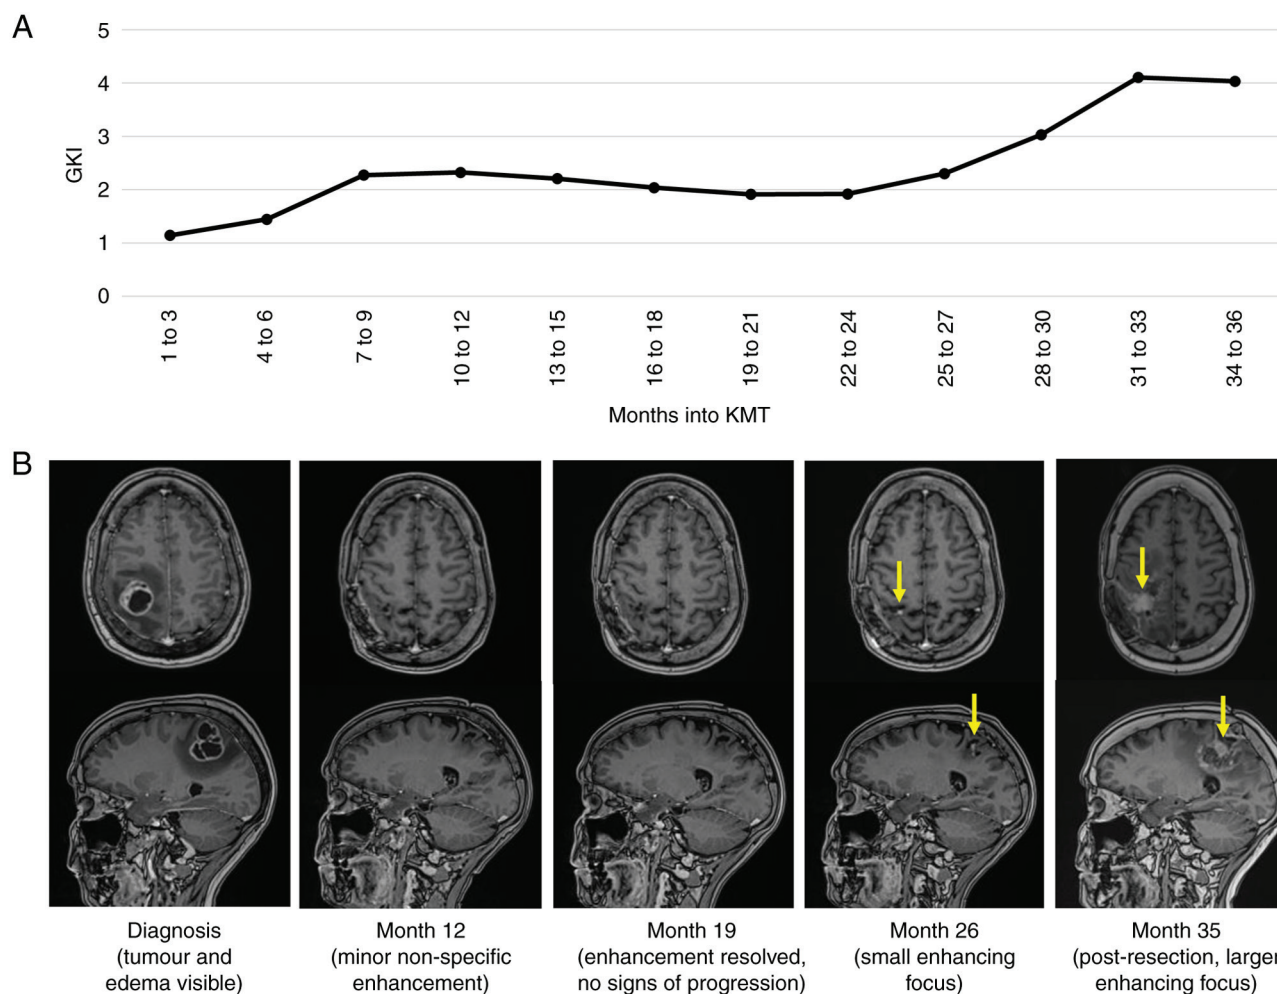 A
5
4
3
2
1
0
GKI
1 to 3
4 to 6
7 to 9
10 to 12
13 to 15
16 to 18
19 to 21
22 to 24
25 to 27
28 to 30
31 to 33
34 to 36
Months into KMT
B
Diagnosis
(tumour and
edema visible)
Month 12
(minor non-specific
enhancement)
Month 19
(enhancement resolved,
no signs of progression)
Month 26
(small enhancing
focus)
Month 35
(post-resection, larger
enhancing focus)